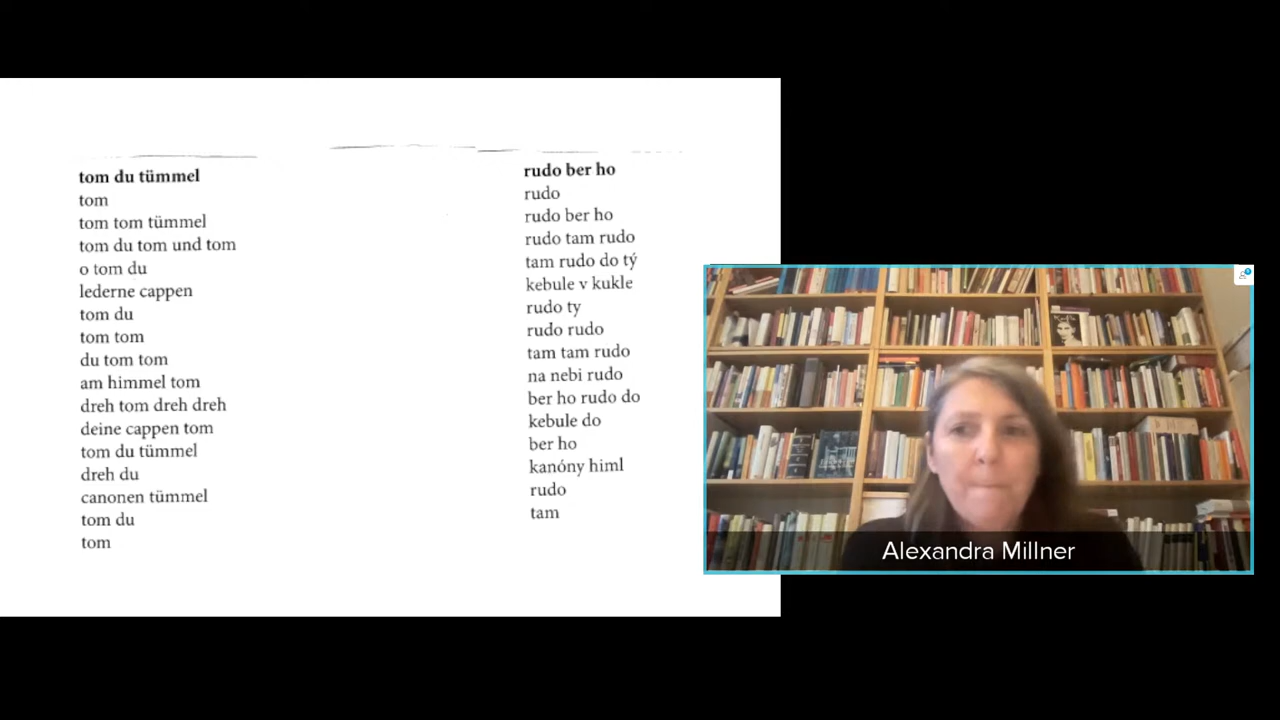 tom du tümmel
tom
tom tom tümmel
tom du tom und tom
o tom du
lederne cappen
tom du
tom tom
du tom tom
am himmel tom
dreh tom dreh dreh
deine cappen tom
tom du tümmel
dreh du
canonen tümmel
tom du
tom
rudo ber ho
rudo
rudo ber ho
rudo tam rudo
tam rudo do tý
kebule v kukle
rudo ty
rudo rudo
tam tam rudo
na nebi rudo
ber ho rudo do
kebule do
ber ho
kanóny himl
rudo
tam
Alexandra Millner